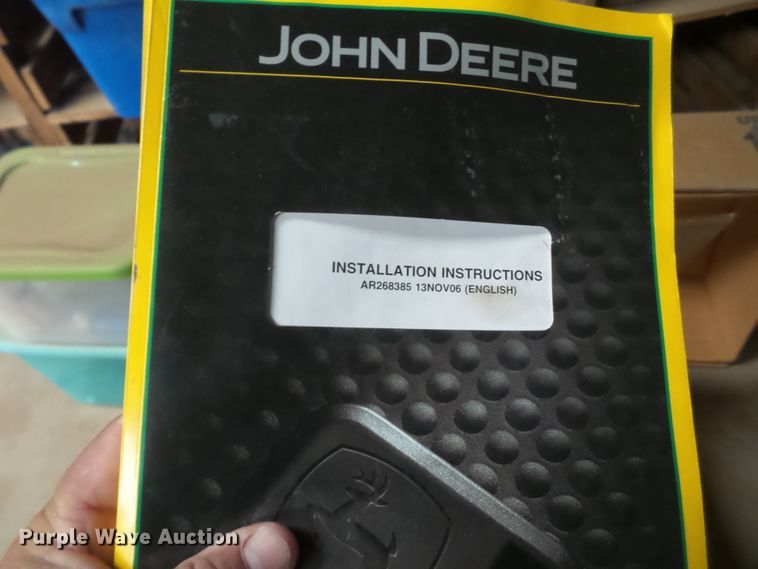 JOHN DEERE
INSTALLATION INSTRUCTIONS
AR268385 13NOV06 (ENGLISH)
Purple Wave Auction